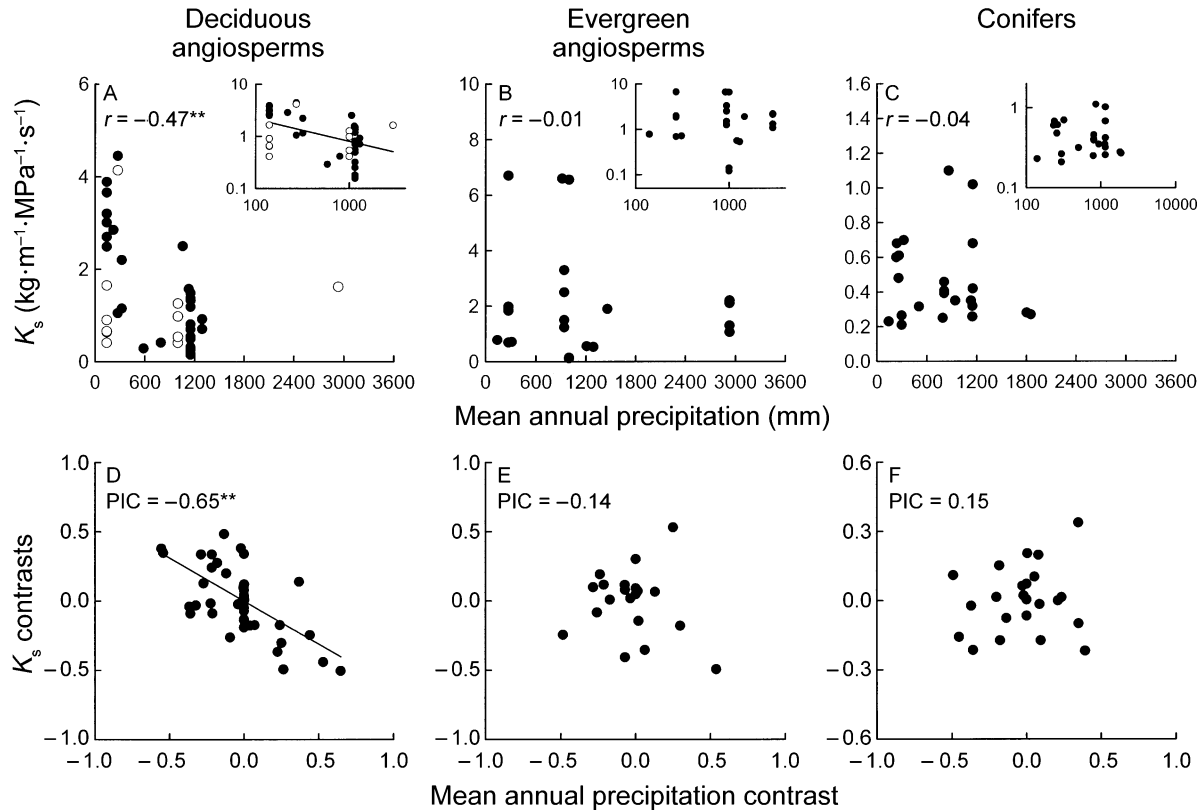 Deciduous
angiosperms
Evergreen
angiosperms
Conifers
Ks (kg·m−1·MPa−1·s−1)
6
4
2
0
A
r = −0.47**
10
1
0.1
100 1000
0 600 1200 1800 2400 3000 3600
10
8
6
4
2
0
B
r = −0.01
10
1
0.1
100 1000
0 600 1200 1800 2400 3000 3600
1.6
1.4
1.2
1.0
0.8
0.6
0.4
0.2
0.0
C
r = −0.04
1
0.1
100 1000 10000
0 600 1200 1800 2400 3000 3600
Mean annual precipitation (mm)
Ks contrasts
1.0
0.5
0.0
−0.5
−1.0
D
PIC = −0.65**
−1.0 −0.5 0.0 0.5 1.0
1.0
0.5
0.0
−0.5
−1.0
E
PIC = −0.14
−1.0 −0.5 0.0 0.5 1.0
0.6
0.3
0.0
−0.3
−0.6
F
PIC = 0.15
−1.0 −0.5 0.0 0.5 1.0
Mean annual precipitation contrast